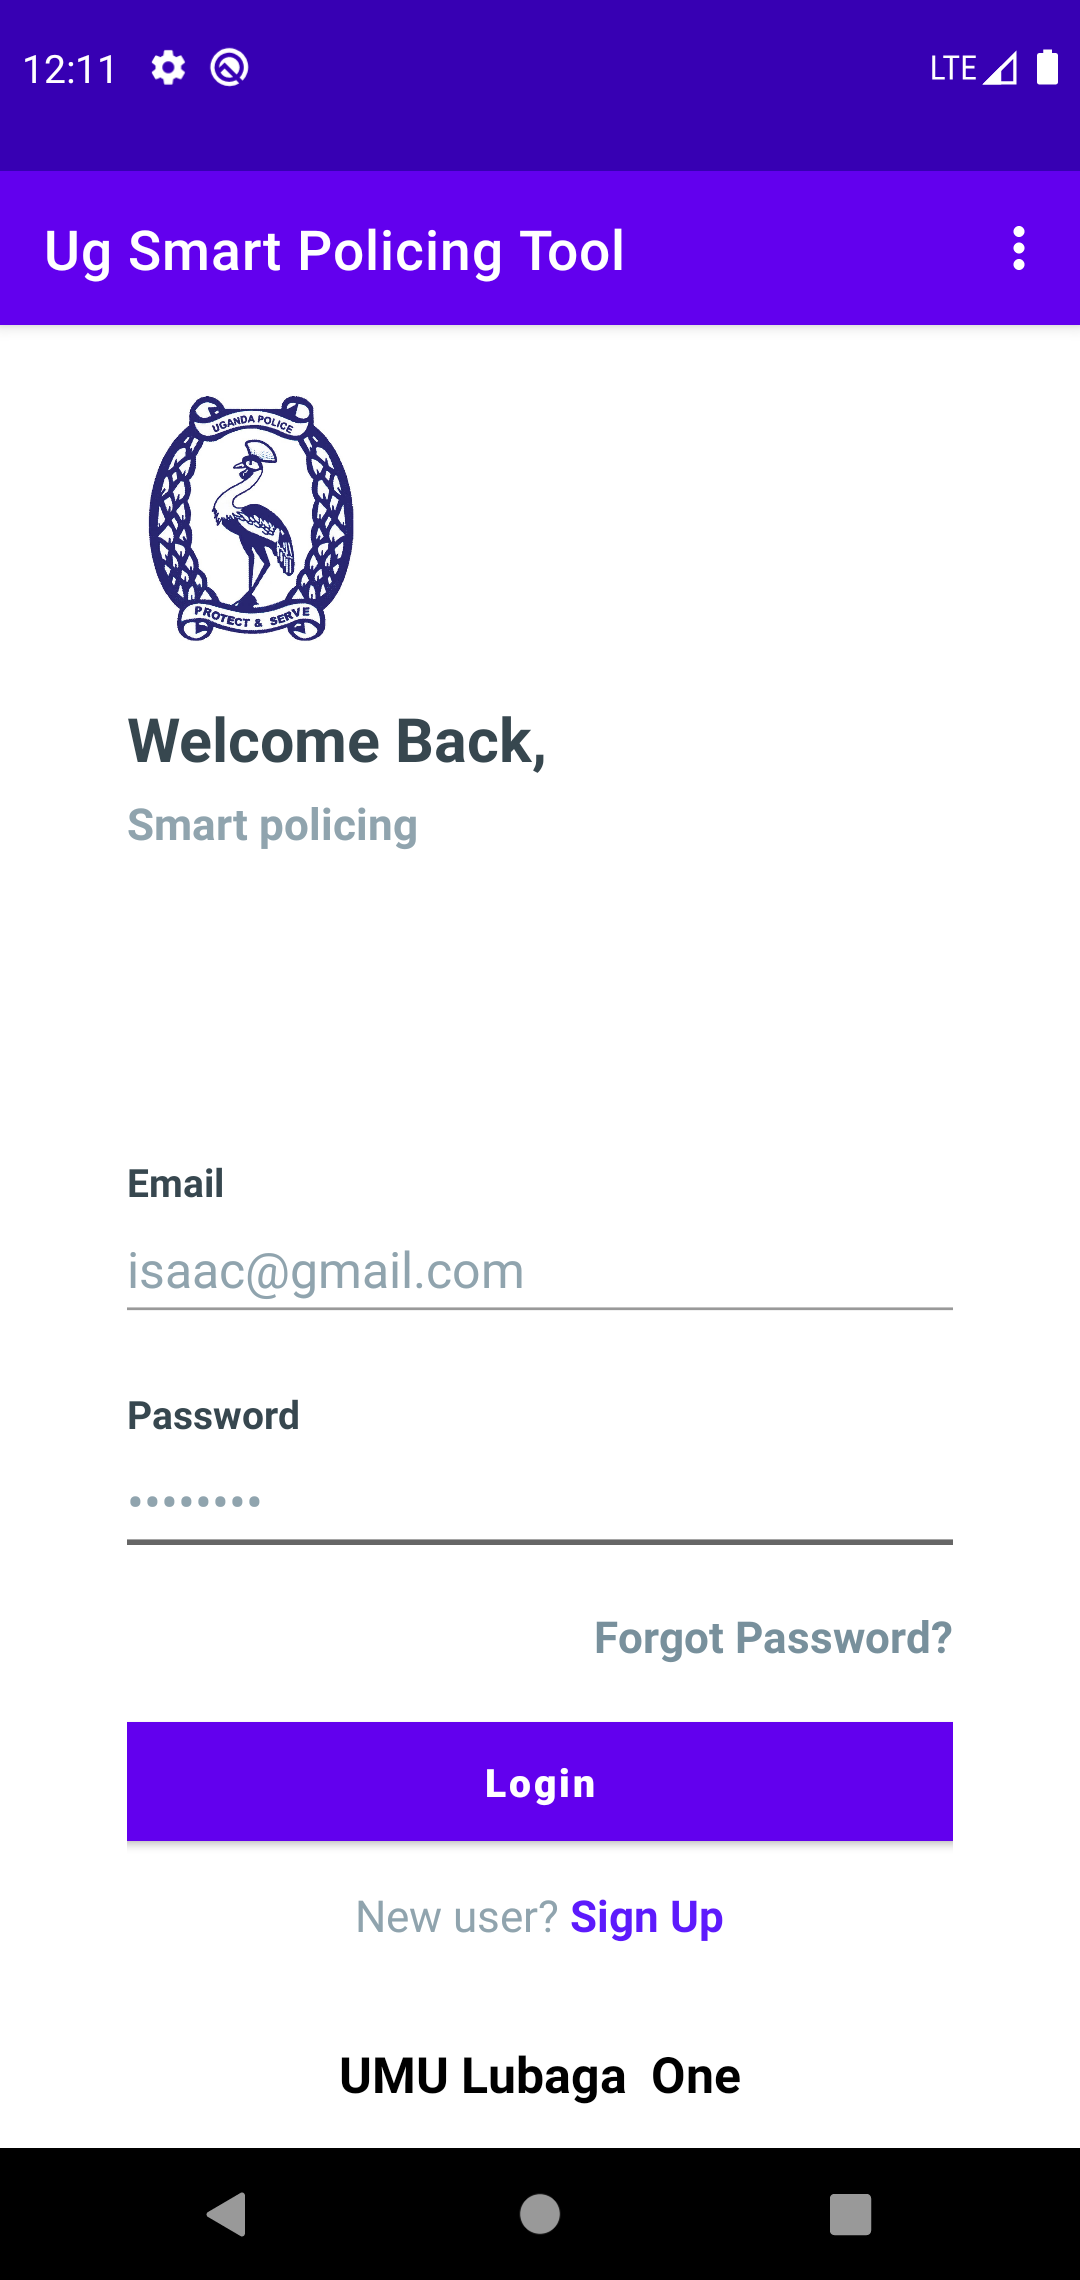 12:11
LTE
Ug Smart Policing Tool
UGANDA POLICE
PROTECT & SERVE
Welcome Back,
Smart policing
Email
isaac@gmail.com
Password
••••••••
Forgot Password?
Login
New user? Sign Up
UMU Lubaga One